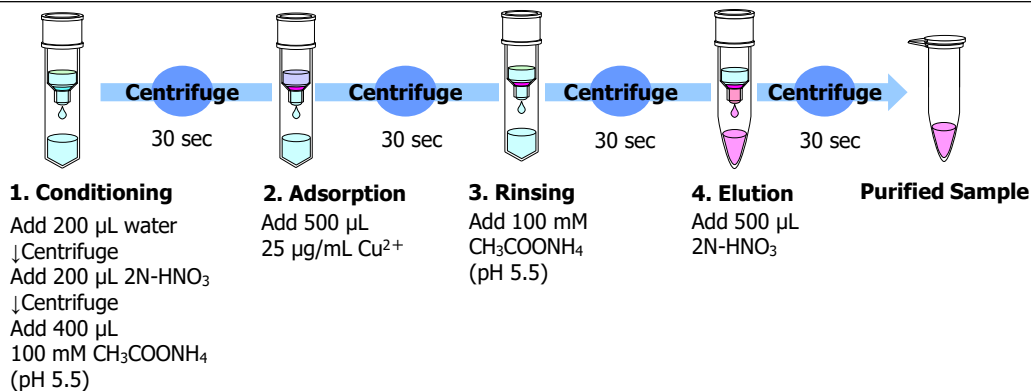 Centrifuge
30 sec
Centrifuge
30 sec
Centrifuge
30 sec
Centrifuge
30 sec
1. Conditioning
Add 200 µL water
↓Centrifuge
Add 200 µL 2N-HNO₃
↓Centrifuge
Add 400 µL
100 mM CH₃COONH₄
(pH 5.5)
2. Adsorption
Add 500 µL
25 µg/mL Cu²⁺
3. Rinsing
Add 100 mM
CH₃COONH₄
(pH 5.5)
4. Elution
Add 500 µL
2N-HNO₃
Purified Sample